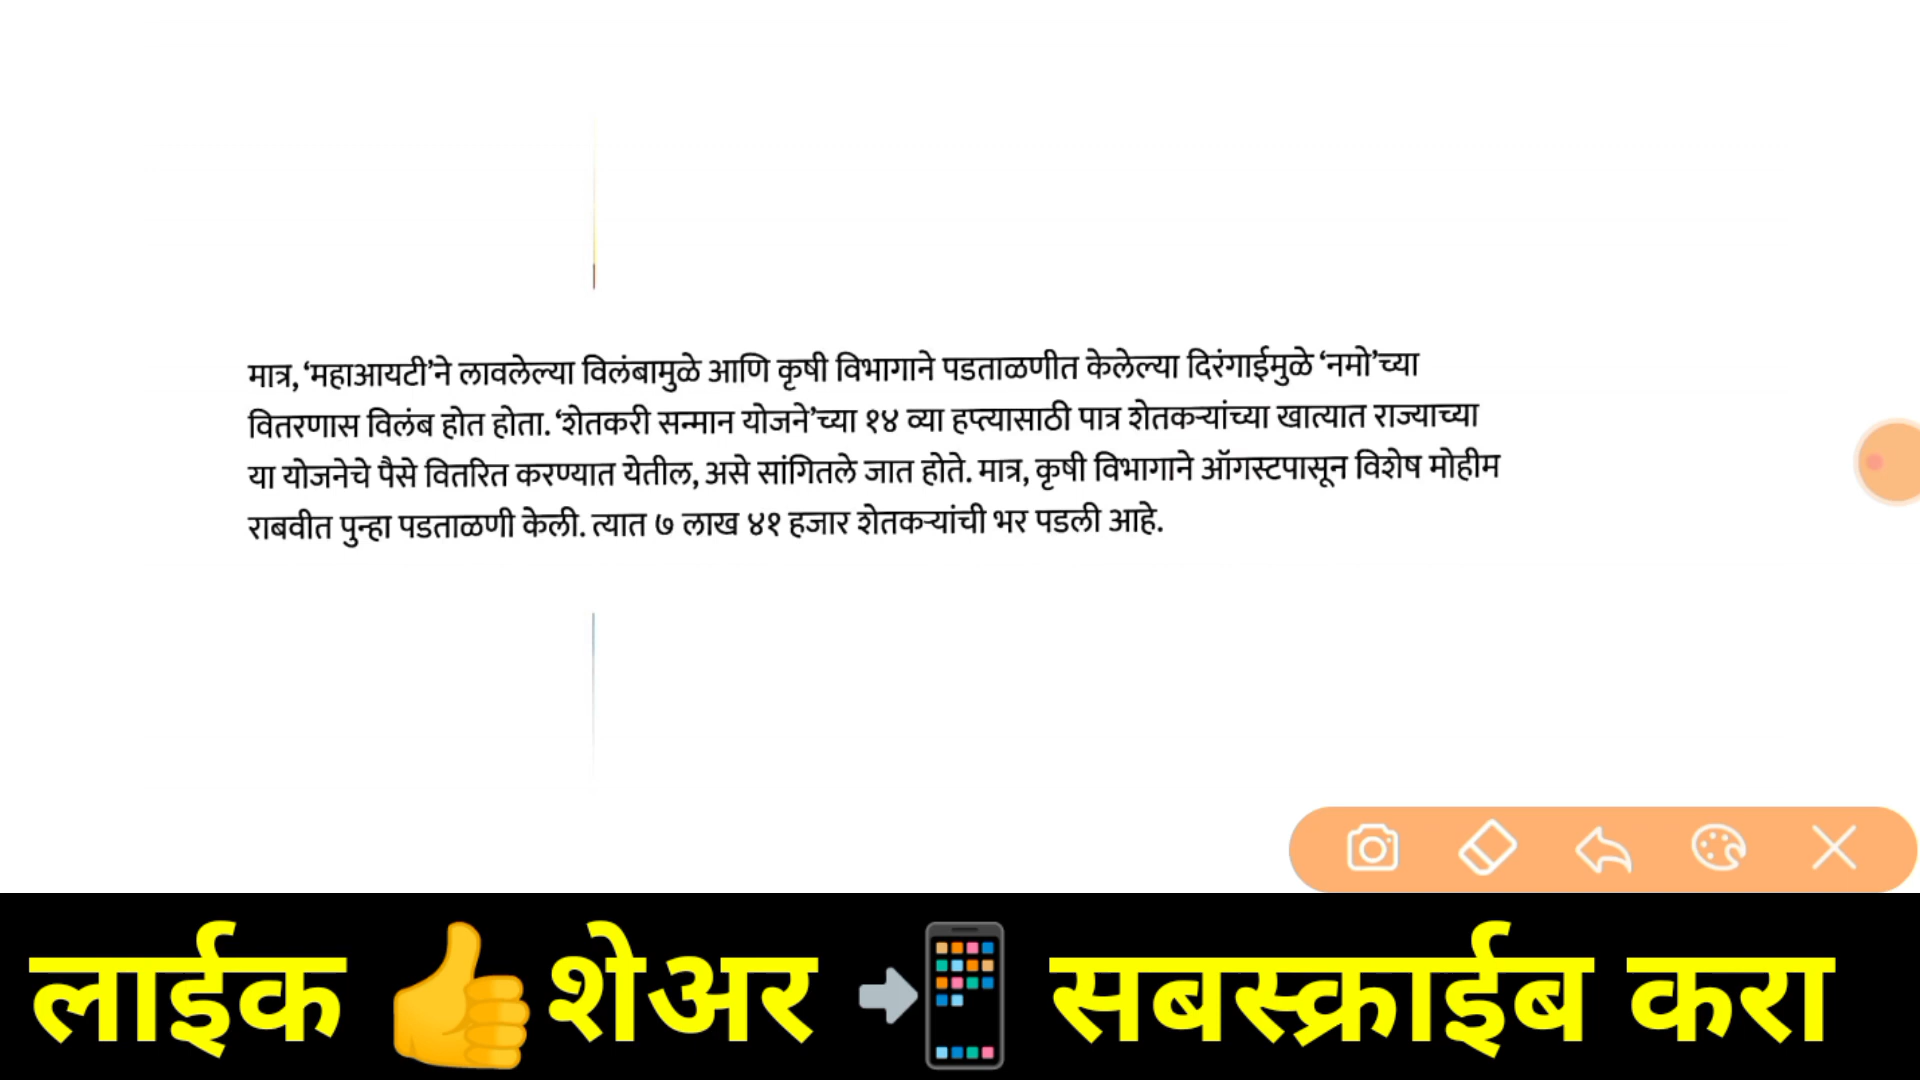 मात्र, ‘महाआयटी’ने लावलेल्या विलंबामुळे आणि कृषी विभागाने पडताळणीत केलेल्या दिरंगाईमुळे ‘नमो’च्या
वितरणास विलंब होत होता. ‘शेतकरी सन्मान योजने’च्या १४ व्या हप्त्यासाठी पात्र शेतकऱ्यांच्या खात्यात राज्याच्या
या योजनेचे पैसे वितरित करण्यात येतील, असे सांगितले जात होते. मात्र, कृषी विभागाने ऑगस्टपासून विशेष मोहीम
राबवीत पुन्हा पडताळणी केली. त्यात ७ लाख ४१ हजार शेतकऱ्यांची भर पडली आहे.
लाईक 👍 शेअर 📲 सबस्क्राईब करा